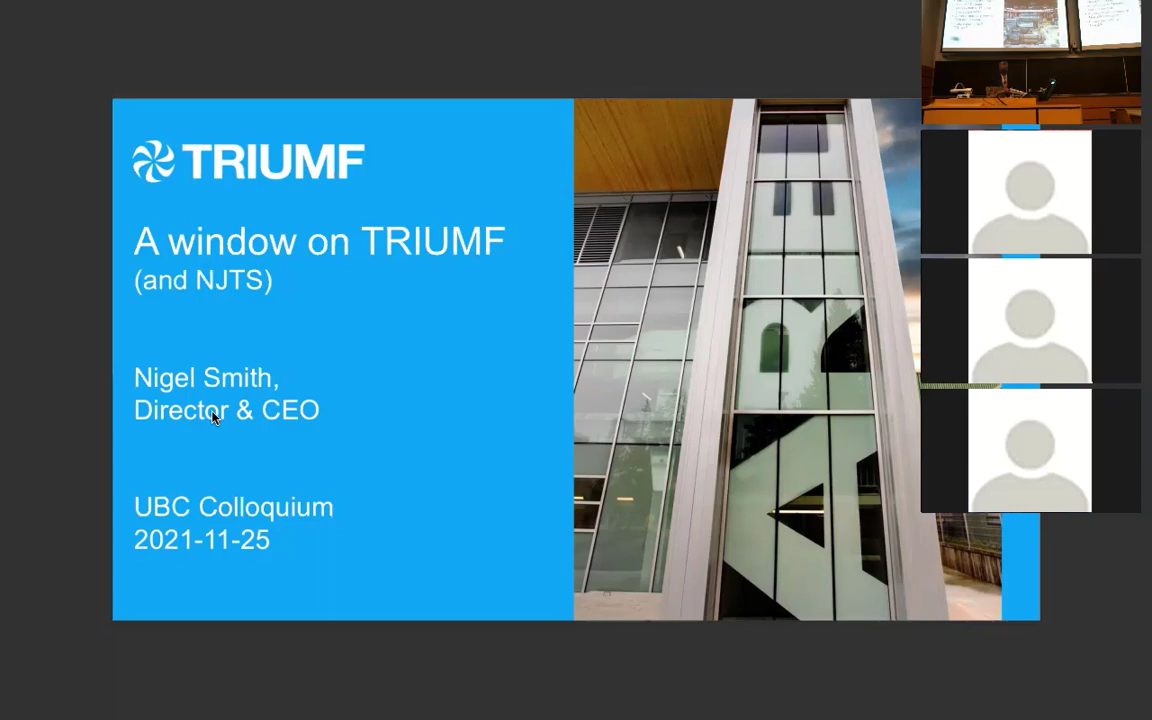 TRIUMF
A window on TRIUMF
(and NJTS)
Nigel Smith,
Director & CEO
UBC Colloquium
2021-11-25